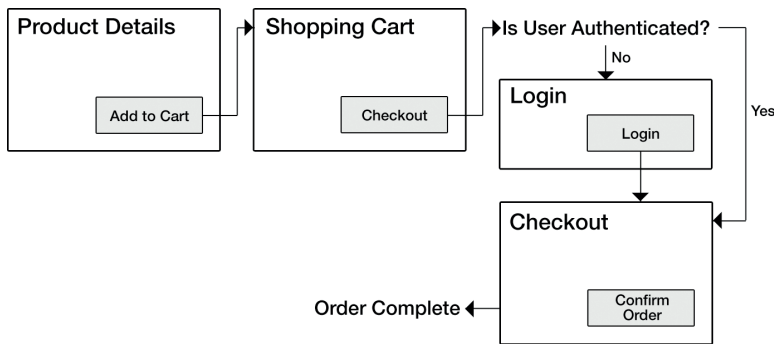 Product Details
Add to Cart
Shopping Cart
Checkout
Is User Authenticated?
No
Yes
Login
Login
Checkout
Confirm
Order
Order Complete